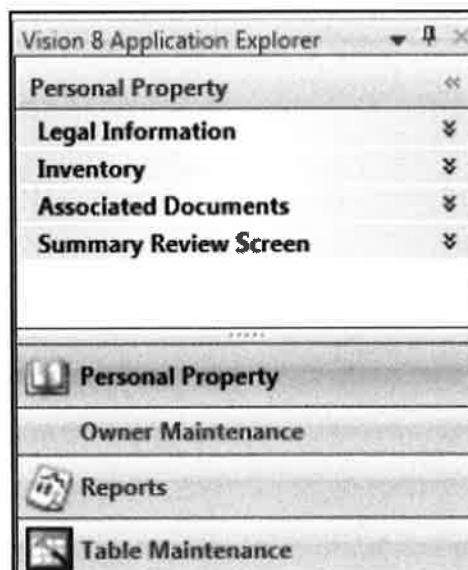 Vision 8 Application Explorer
Personal Property
Legal Information
Inventory
Associated Documents
Summary Review Screen
Personal Property
Owner Maintenance
Reports
Table Maintenance